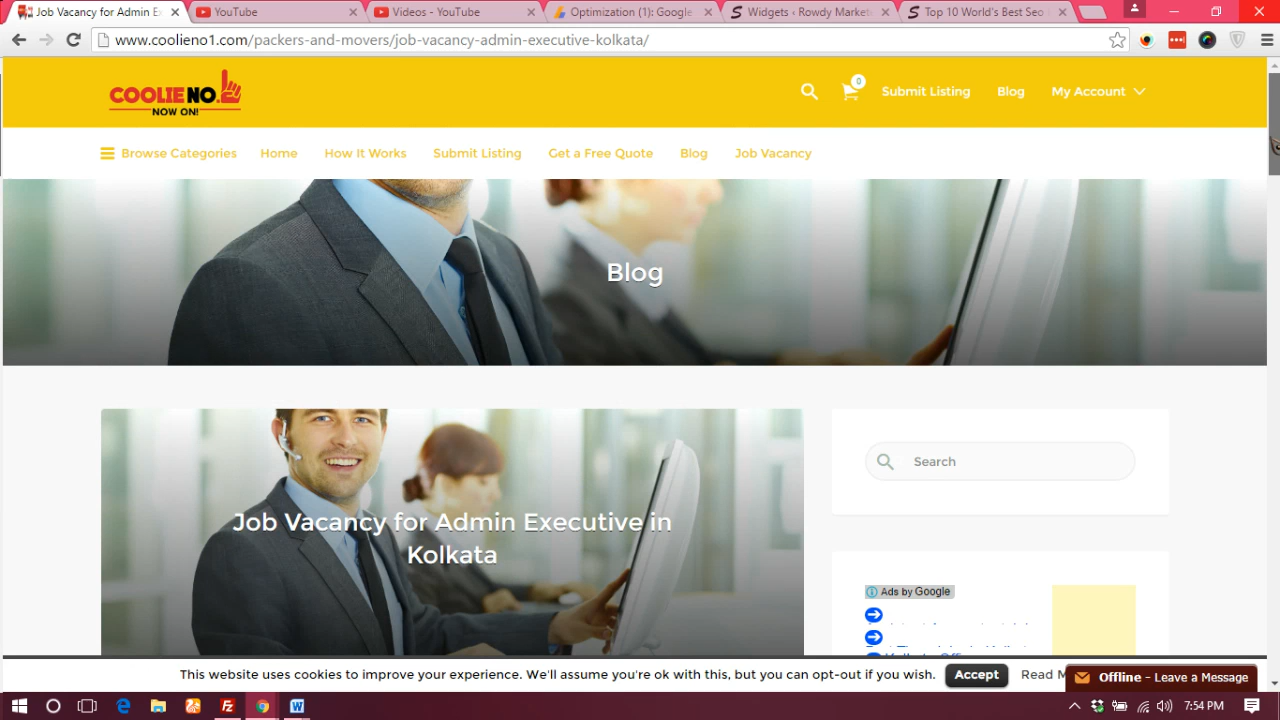 Job Vacancy for Admin E
YouTube
Videos - YouTube
Optimization (1): Google
Widgets ‹ Rowdy Market
Top 10 World's Best Seo
www.coolieno1.com/packers-and-movers/job-vacancy-admin-executive-kolkata/
COOLIE NO.
NOW ON!
0
Submit Listing
Blog
My Account
Browse Categories
Home
How It Works
Submit Listing
Get a Free Quote
Blog
Job Vacancy
Blog
Job Vacancy for Admin Executive in
Kolkata
Search
Ads by Google
This website uses cookies to improve your experience. We'll assume you're ok with this, but you can opt-out if you wish.
Accept
Read M
Offline - Leave a Message
7:54 PM